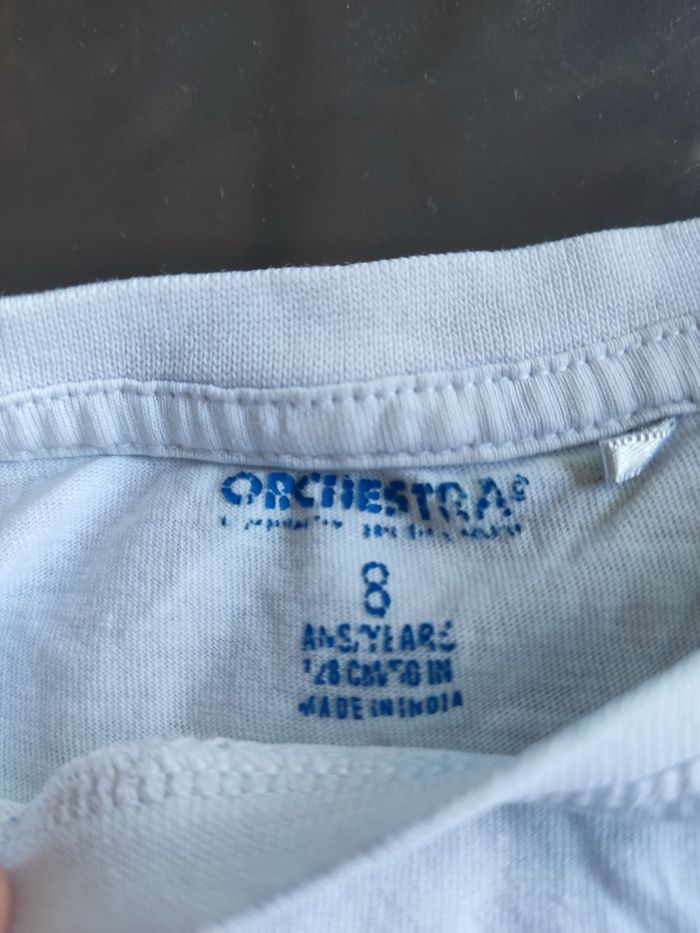 ORCHESTRA®
8
ANS/YEARS
128 CM/50 IN
MADE IN INDIA